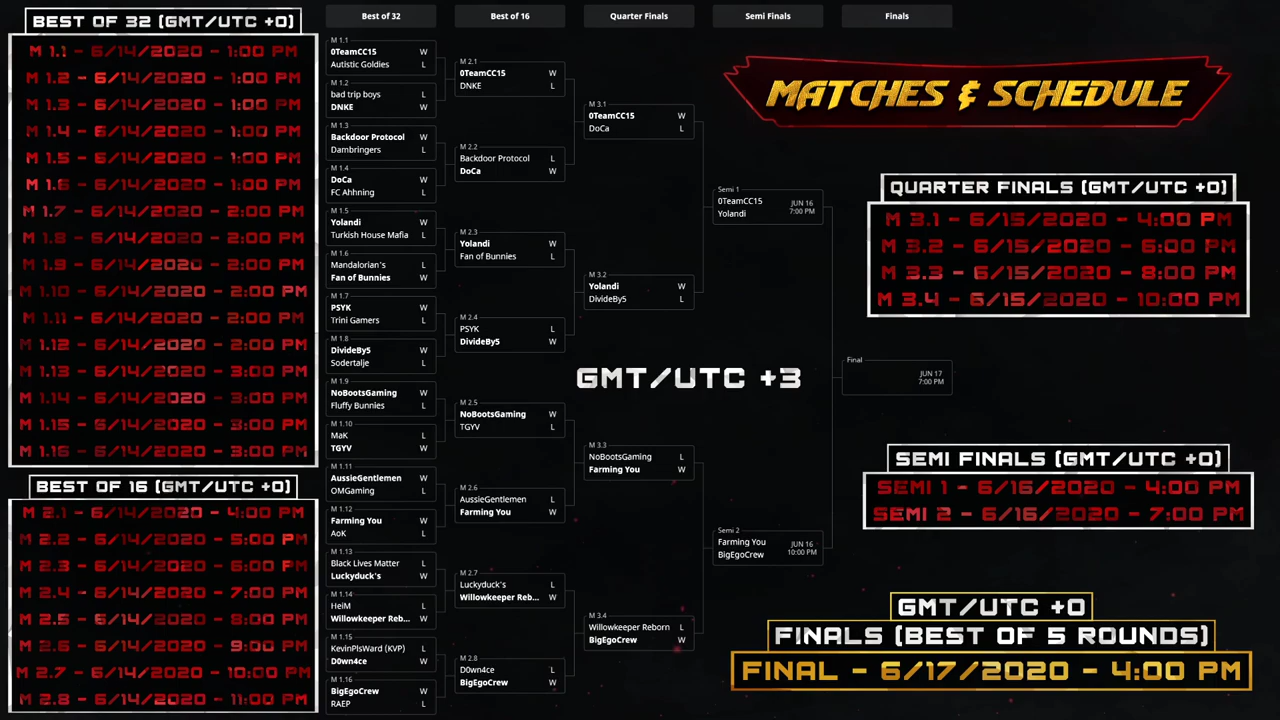 BEST OF 32 (GMT/UTC +0)
M 1.1 - 6/14/2020 - 1:00 PM
M 1.2 - 6/14/2020 - 1:00 PM
M 1.3 - 6/14/2020 - 1:00 PM
M 1.4 - 6/14/2020 - 1:00 PM
M 1.5 - 6/14/2020 - 1:00 PM
M 1.6 - 6/14/2020 - 1:00 PM
M 1.7 - 6/14/2020 - 2:00 PM
M 1.8 - 6/14/2020 - 2:00 PM
M 1.9 - 6/14/2020 - 2:00 PM
M 1.10 - 6/14/2020 - 2:00 PM
M 1.11 - 6/14/2020 - 2:00 PM
M 1.12 - 6/14/2020 - 2:00 PM
M 1.13 - 6/14/2020 - 3:00 PM
M 1.14 - 6/14/2020 - 3:00 PM
M 1.15 - 6/14/2020 - 3:00 PM
M 1.16 - 6/14/2020 - 3:00 PM
BEST OF 16 (GMT/UTC +0)
M 2.1 - 6/14/2020 - 4:00 PM
M 2.2 - 6/14/2020 - 5:00 PM
M 2.3 - 6/14/2020 - 6:00 PM
M 2.4 - 6/14/2020 - 7:00 PM
M 2.5 - 6/14/2020 - 8:00 PM
M 2.6 - 6/14/2020 - 9:00 PM
M 2.7 - 6/14/2020 - 10:00 PM
M 2.8 - 6/14/2020 - 11:00 PM
Best of 32
M 1.1
0TeamCC15 W
Autistic Goldies L
M 1.2
bad trip boys L
DNKE W
M 1.3
Backdoor Protocol W
Dambringers L
M 1.4
DoCa W
FC Ahhning L
M 1.5
Yolandi W
Turkish House Mafia L
M 1.6
Mandalorian's L
Fan of Bunnies W
M 1.7
PSYK W
Trini Gamers L
M 1.8
DivideBy5 W
Sodertalje L
M 1.9
NoBootsGaming W
Fluffy Bunnies L
M 1.10
MaK L
TGYV W
M 1.11
AussieGentlemen W
OMGaming L
M 1.12
Farming You W
AoK L
M 1.13
Black Lives Matter L
Luckyduck's W
M 1.14
HeiM L
Willowkeeper Reb... W
M 1.15
KevinPlsWard (KVP) L
D0wn4ce W
M 1.16
BigEgoCrew W
RAEP L
Best of 16
M 2.1
0TeamCC15 W
DNKE L
M 2.2
Backdoor Protocol L
DoCa W
M 2.3
Yolandi W
Fan of Bunnies L
M 2.4
PSYK L
DivideBy5 W
M 2.5
NoBootsGaming W
TGYV L
M 2.6
AussieGentlemen L
Farming You W
M 2.7
Luckyduck's L
Willowkeeper Reb... W
M 2.8
D0wn4ce L
BigEgoCrew W
Quarter Finals
M 3.1
0TeamCC15 W
DoCa L
M 3.2
Yolandi W
DivideBy5 L
GMT/UTC +3
M 3.3
NoBootsGaming L
Farming You W
M 3.4
Willowkeeper Reborn L
BigEgoCrew W
Semi Finals
Semi 1
0TeamCC15 JUN 16
Yolandi 7:00 PM
Semi 2
Farming You JUN 16
BigEgoCrew 10:00 PM
Finals
Final
JUN 17
7:00 PM
MATCHES & SCHEDULE
QUARTER FINALS (GMT/UTC +0)
M 3.1 - 6/15/2020 - 4:00 PM
M 3.2 - 6/15/2020 - 6:00 PM
M 3.3 - 6/15/2020 - 8:00 PM
M 3.4 - 6/15/2020 - 10:00 PM
SEMI FINALS (GMT/UTC +0)
SEMI 1 - 6/16/2020 - 4:00 PM
SEMI 2 - 6/16/2020 - 7:00 PM
GMT/UTC +0
FINALS (BEST OF 5 ROUNDS)
FINAL - 6/17/2020 - 4:00 PM